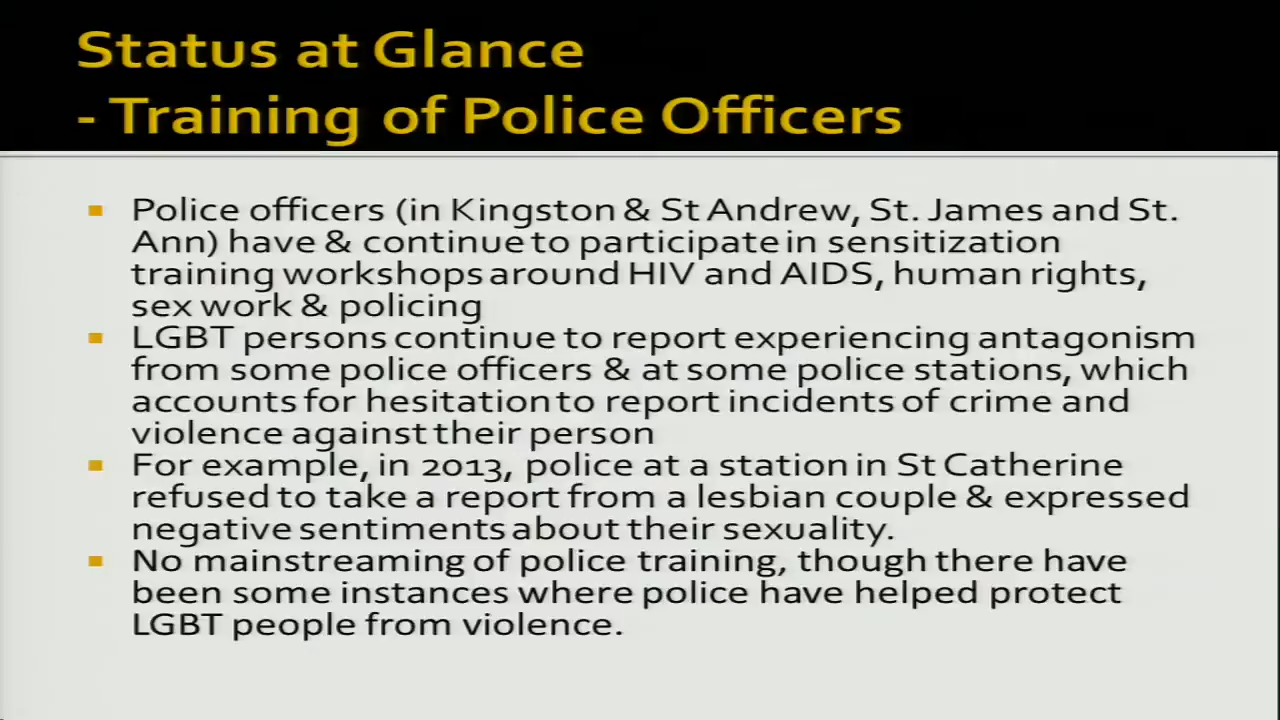 Status at Glance
- Training of Police Officers
Police officers (in Kingston & St Andrew, St. James and St.
Ann) have & continue to participate in sensitization
training workshops around HIV and AIDS, human rights,
sex work & policing
LGBT persons continue to report experiencing antagonism
from some police officers & at some police stations, which
accounts for hesitation to report incidents of crime and
violence against their person
For example, in 2013, police at a station in St Catherine
refused to take a report from a lesbian couple & expressed
negative sentiments about their sexuality.
No mainstreaming of police training, though there have
been some instances where police have helped protect
LGBT people from violence.